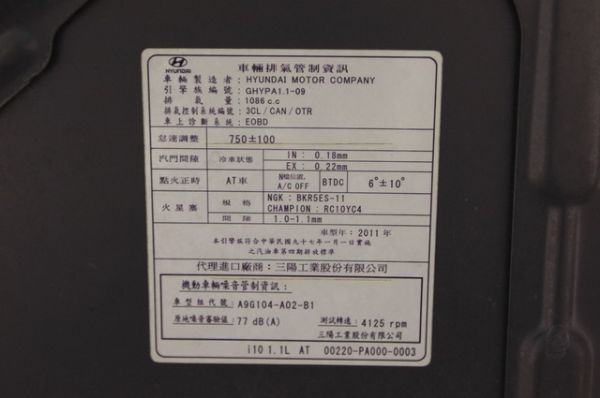 HYUNDAI
車輛排氣管制資訊
車輛製造者：HYUNDAI MOTOR COMPANY
引擎族編號：GHYPA1.1-09
排氣量：1086 c.c
排氣控制系統編號：3CL/CAN/OTR
車上診斷系統：EOBD
怠速調整 750±100
汽門間隙 冷車狀態 IN : 0.18mm
EX : 0.22mm
點火正時 AT車 N檔位置, A/C OFF BTDC 6°±10°
火星塞 規格 NGK : BKR5ES-11
CHAMPION : RC10YC4
間隙 1.0-1.1mm
車型年：2011年
本引擎族符合中華民國九十七年一月一日實施
之汽油車第四期排放標準
代理進口廠商：三陽工業股份有限公司
機動車輛噪音管制資訊：
車型組代號：A9G104-A02-B1
原地噪音審驗值：77 dB(A) 測試轉速：4125 rpm
三陽工業股份有限公司
i10 1.1L AT 00220-PA000-0003